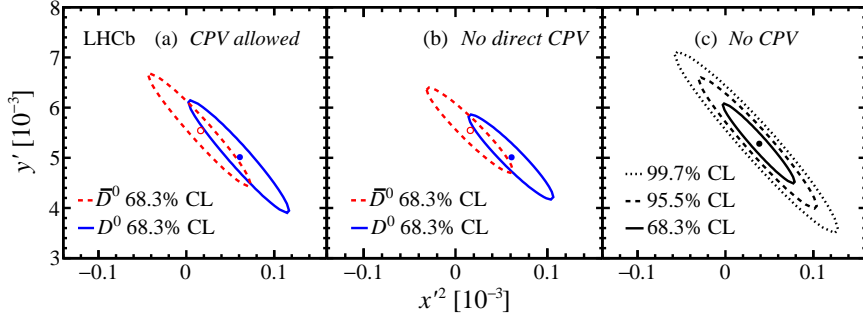 LHCb (a) CPV allowed
(b) No direct CPV
(c) No CPV
y′ [10⁻³]
8
7
6
5
4
3
D̅⁰ 68.3% CL
D⁰ 68.3% CL
D̅⁰ 68.3% CL
D⁰ 68.3% CL
99.7% CL
95.5% CL
68.3% CL
−0.1 0 0.1 −0.1 0 0.1 −0.1 0 0.1
x′² [10⁻³]